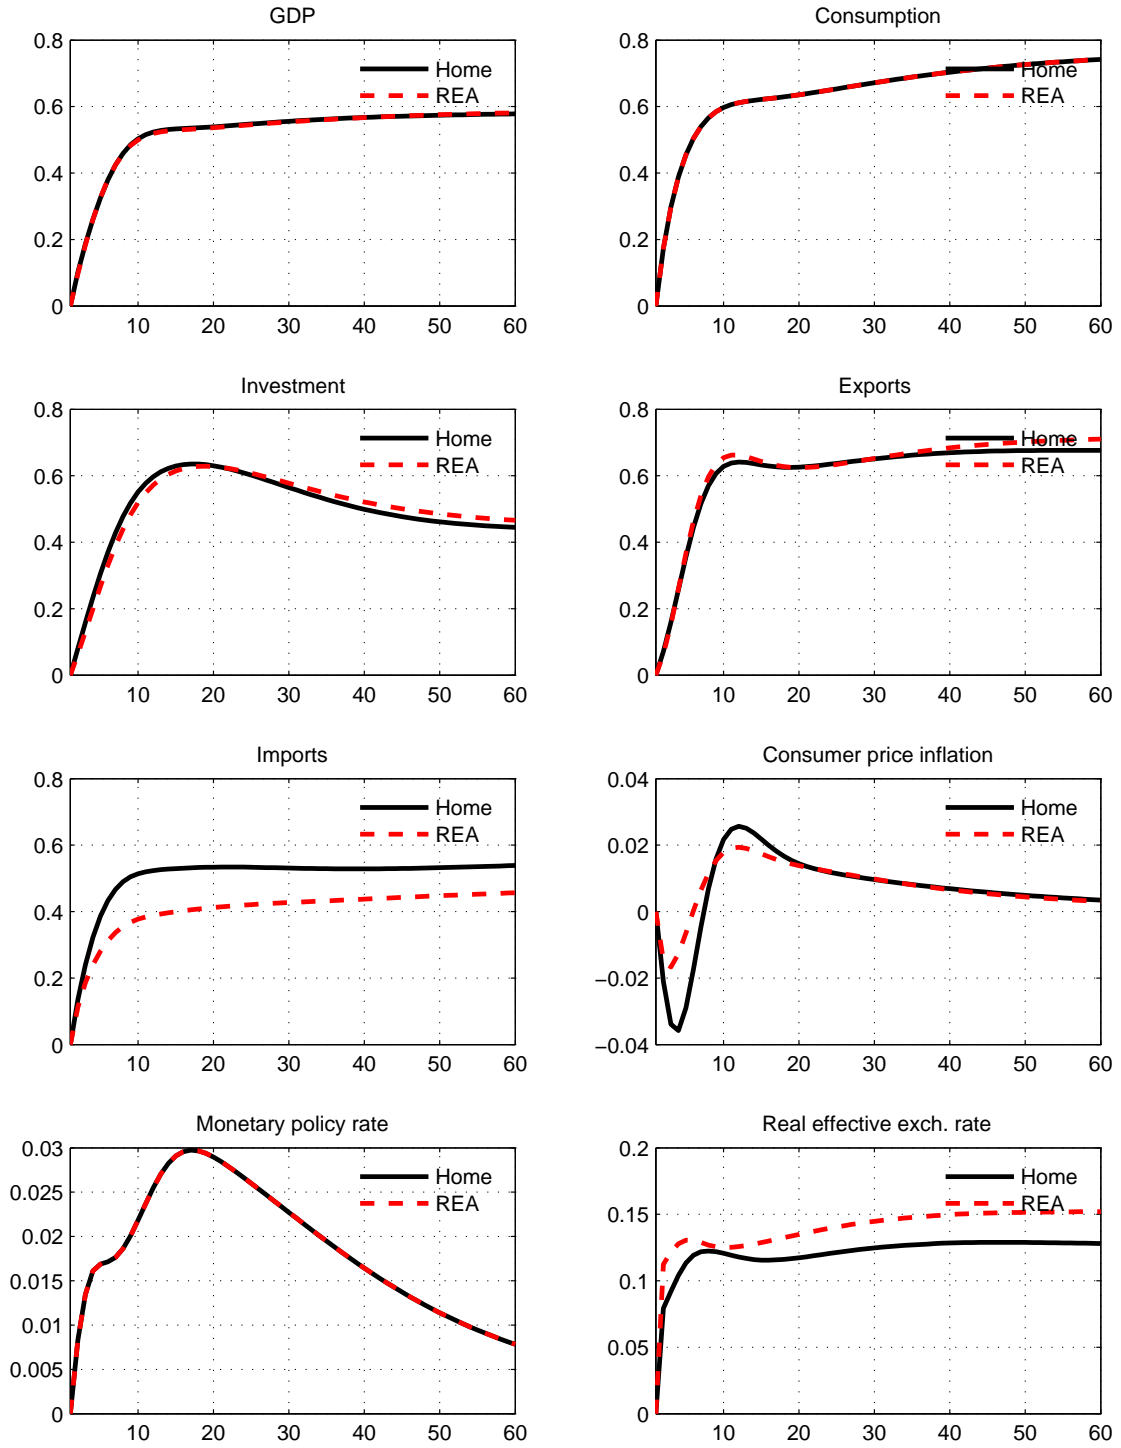 GDP
0.8
0.6
0.4
0.2
0
10 20 30 40 50 60
Home
REA
Consumption
0.8
0.6
0.4
0.2
0
10 20 30 40 50 60
Home
REA
Investment
0.8
0.6
0.4
0.2
0
10 20 30 40 50 60
Home
REA
Exports
0.8
0.6
0.4
0.2
0
10 20 30 40 50 60
Home
REA
Imports
0.8
0.6
0.4
0.2
0
10 20 30 40 50 60
Home
REA
Consumer price inflation
0.04
0.02
0
−0.02
−0.04
10 20 30 40 50 60
Home
REA
Monetary policy rate
0.03
0.025
0.02
0.015
0.01
0.005
0
10 20 30 40 50 60
Home
REA
Real effective exch. rate
0.2
0.15
0.1
0.05
0
10 20 30 40 50 60
Home
REA